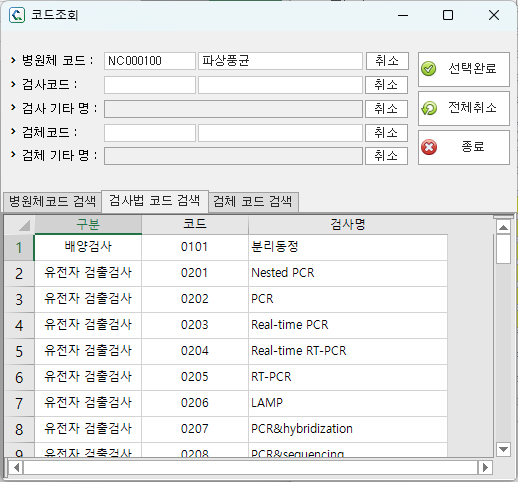 코드조회
병원체 코드 : NC000100 파상풍균 취소
선택완료
검사코드 : 취소
검사 기타 명 : 취소
전체취소
검체코드 : 취소
검체 기타 명 : 취소
종료
병원체코드 검색 검사법 코드 검색 검체 코드 검색
구분 코드 검사명
1 배양검사 0101 분리동정
2 유전자 검출검사 0201 Nested PCR
3 유전자 검출검사 0202 PCR
4 유전자 검출검사 0203 Real-time PCR
5 유전자 검출검사 0204 Real-time RT-PCR
6 유전자 검출검사 0205 RT-PCR
7 유전자 검출검사 0206 LAMP
8 유전자 검출검사 0207 PCR&hybridization
9 유전자 검출검사 0208 PCR&sequencing